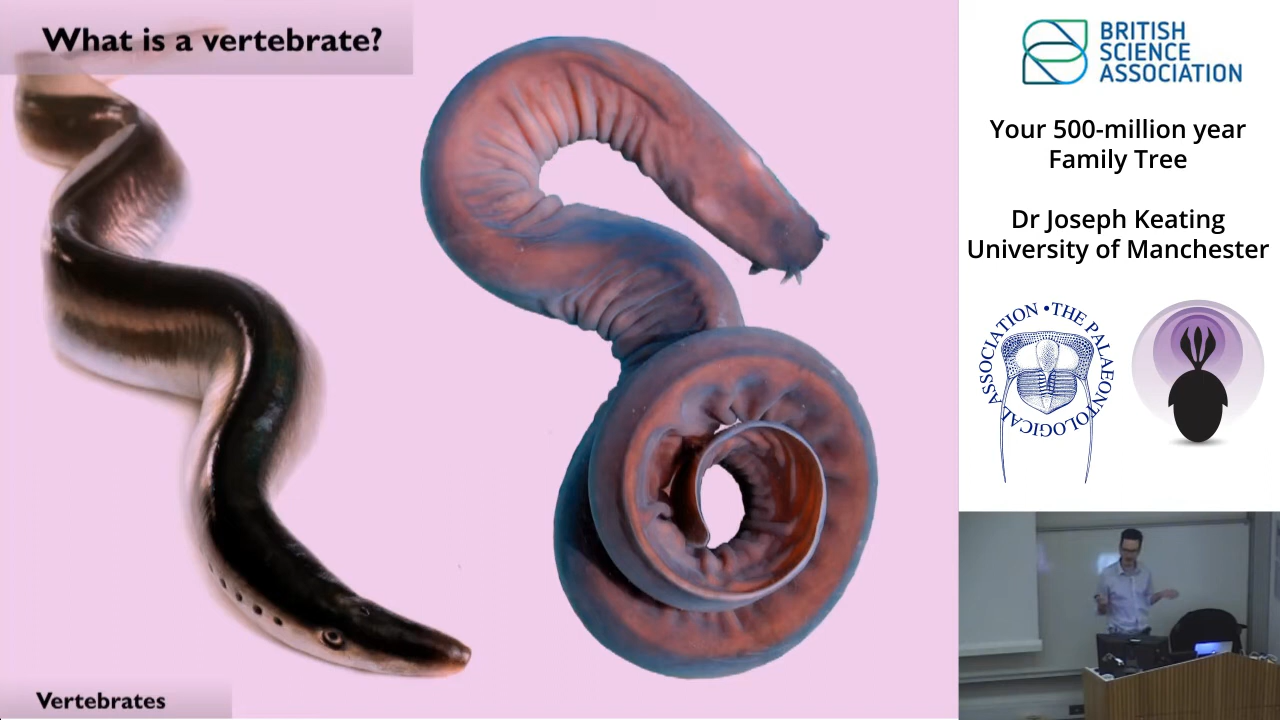 What is a vertebrate?
Vertebrates
BRITISH
SCIENCE
ASSOCIATION
Your 500-million year
Family Tree
Dr Joseph Keating
University of Manchester
THE PALAEONTOLOGICAL ASSOCIATION •